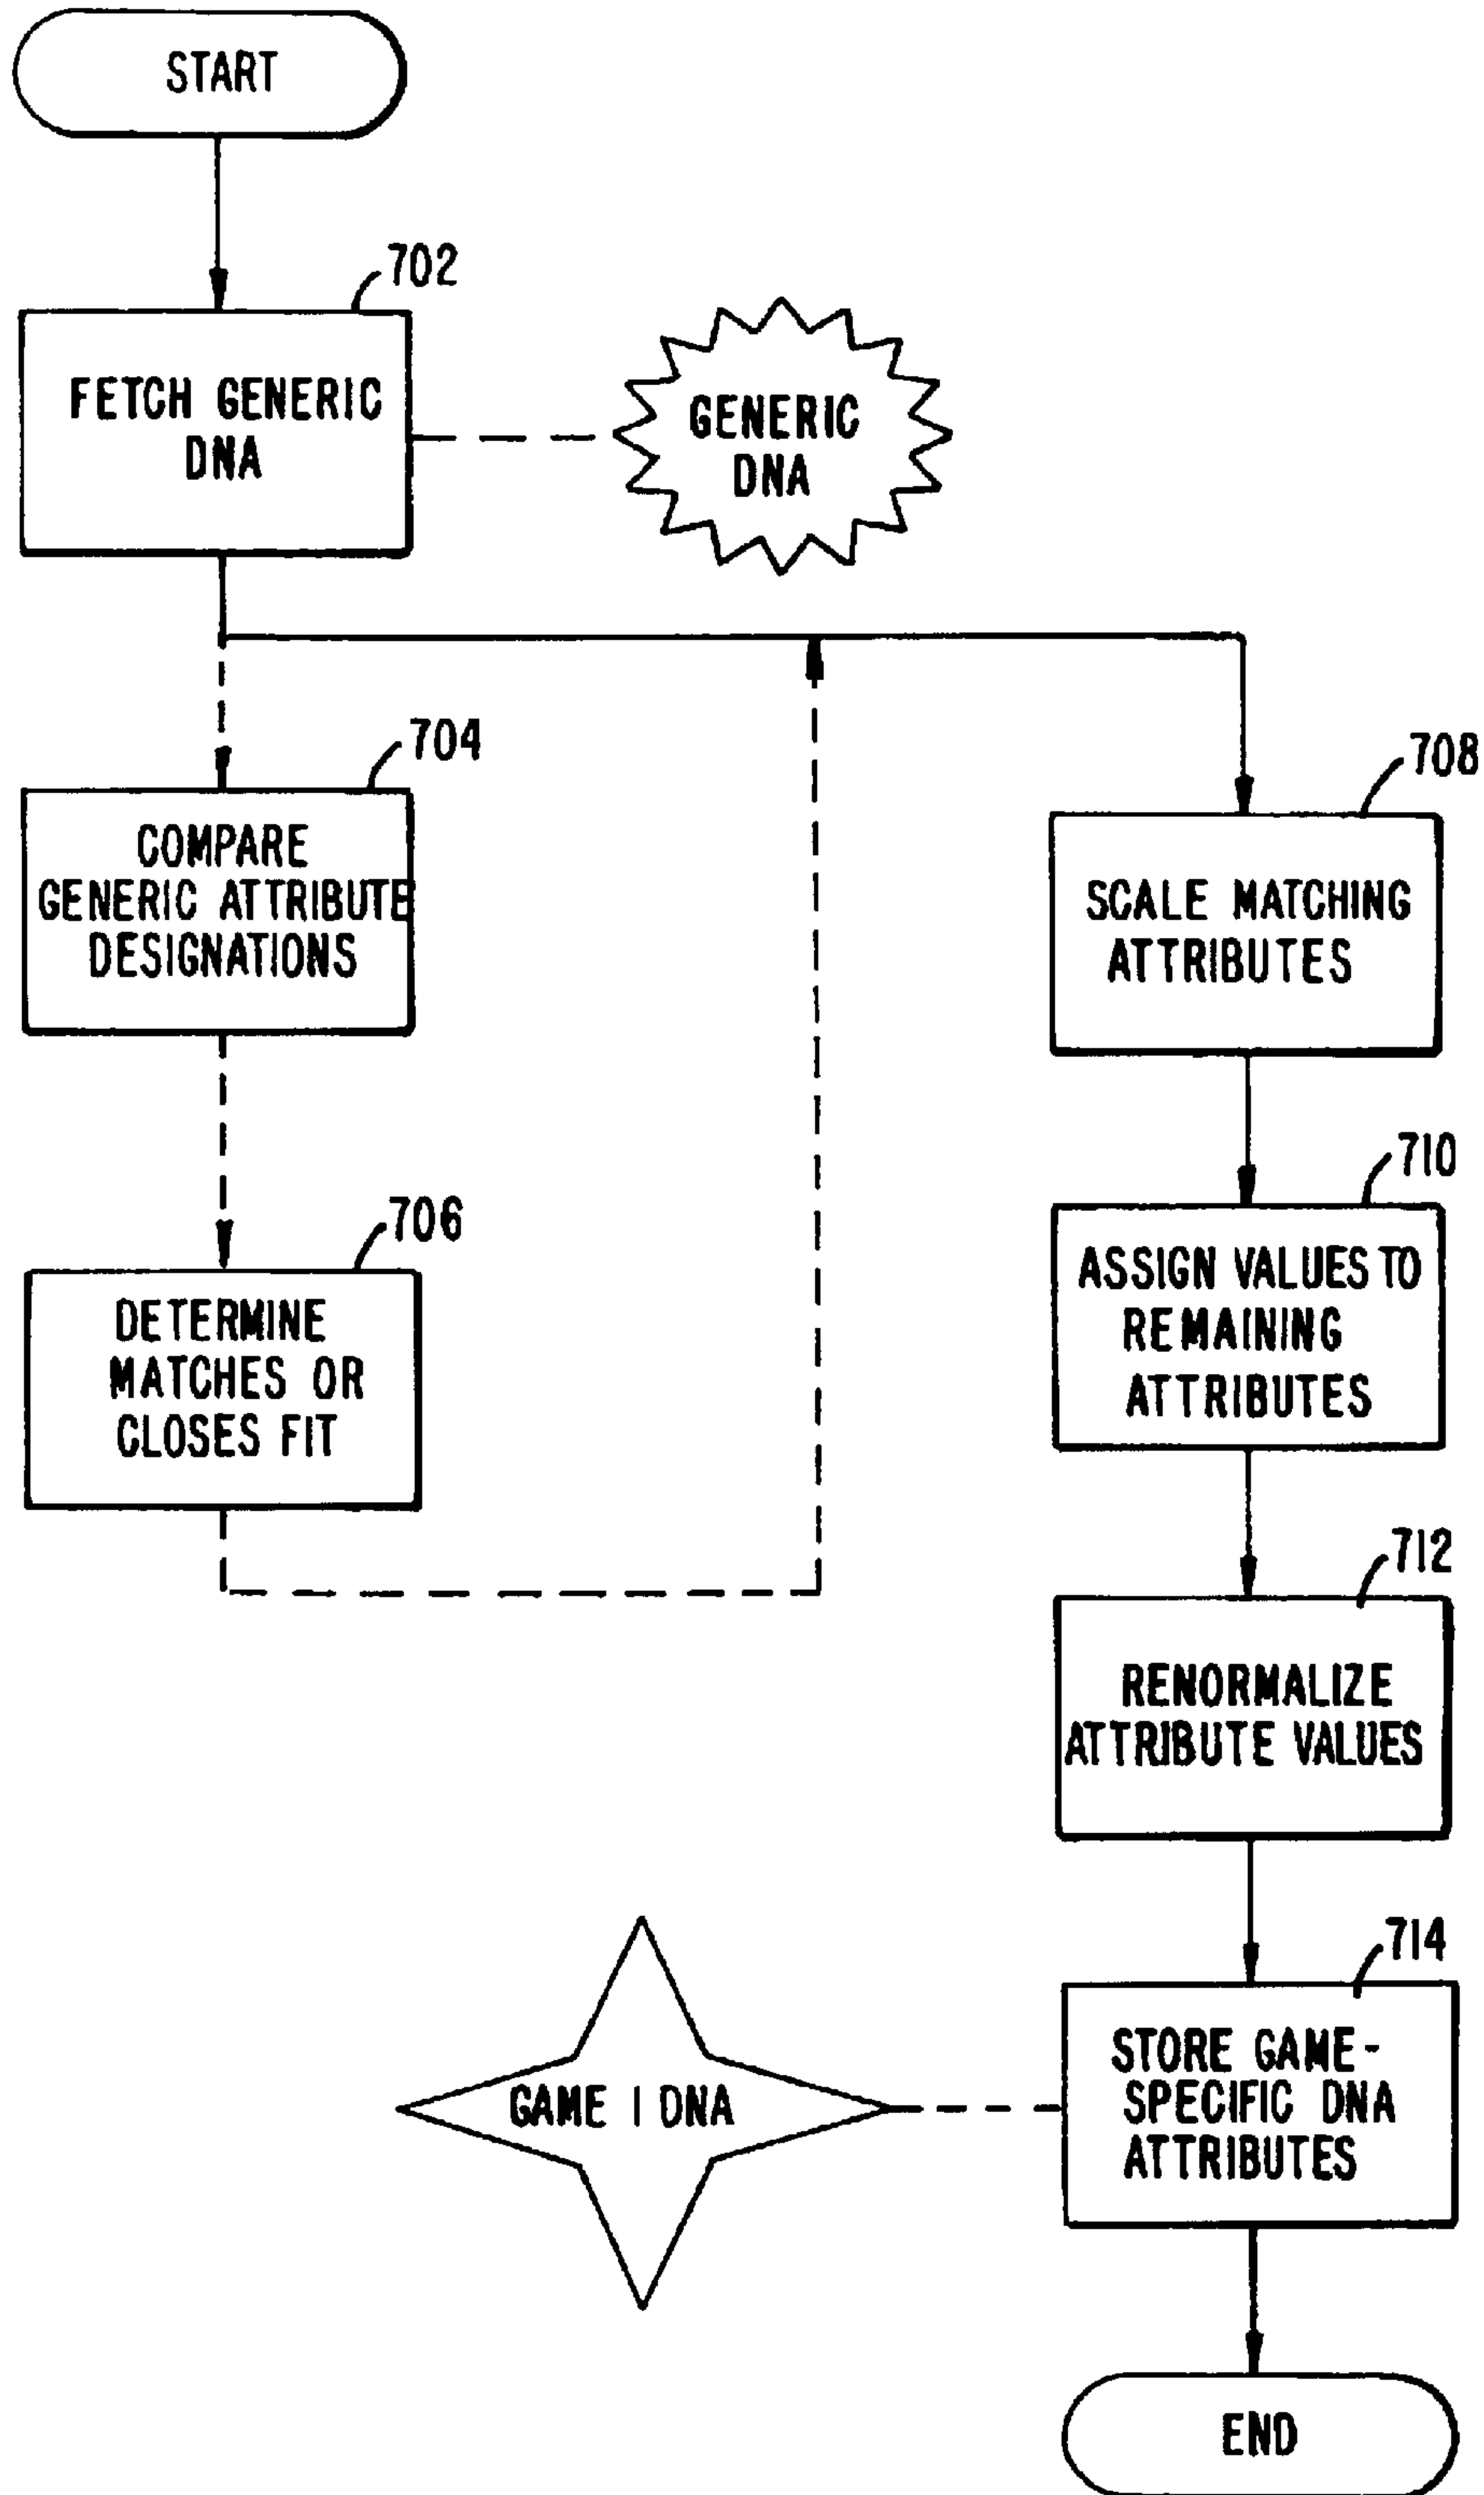 START
702
FETCH GENERIC
DNA
GENERIC
DNA
704
COMPARE
GENERIC ATTRIBUTE
DESIGNATIONS
706
DETERMINE
MATCHES OR
CLOSES FIT
708
SCALE MATCHING
ATTRIBUTES
710
ASSIGN VALUES TO
REMAINING
ATTRIBUTES
712
RENORMALIZE
ATTRIBUTE VALUES
714
STORE GAME-
SPECIFIC DNA
ATTRIBUTES
GAME 1 DNA
END